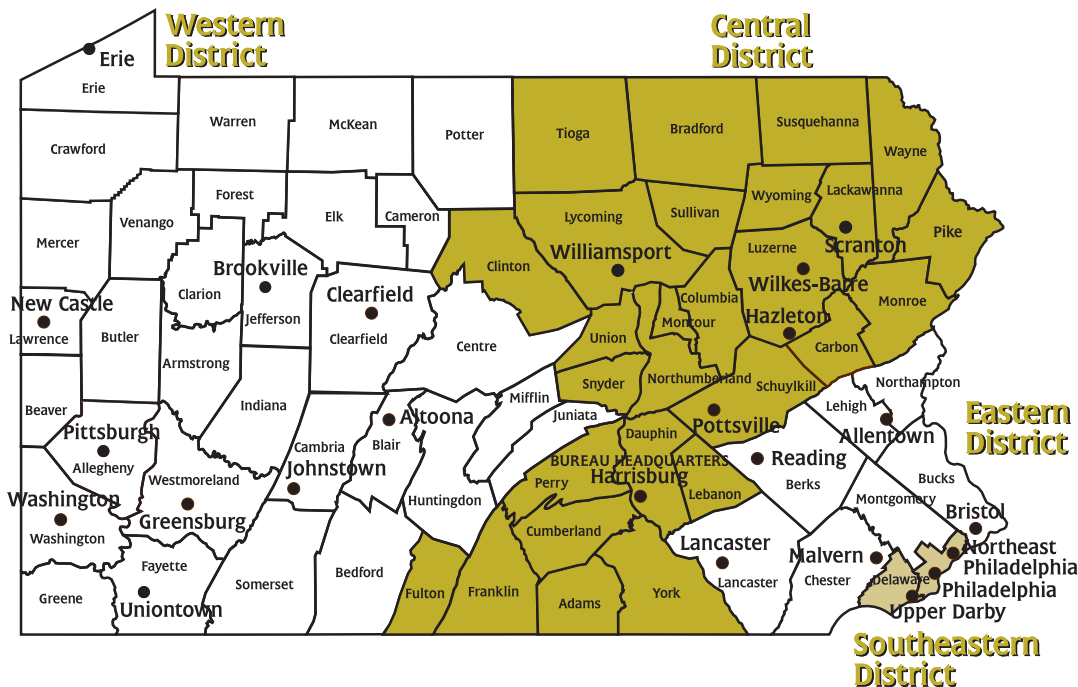 Western
District
Central
District
Erie
Erie
Warren
McKean
Potter
Tioga
Bradford
Susquehanna
Wayne
Crawford
Forest
Elk
Cameron
Venango
Mercer
Lycoming
Sullivan
Wyoming
Lackawanna
Pike
Williamsport
Luzerne
Scranton
Clinton
Brookville
Clarion
Jefferson
Clearfield
Clearfield
Wilkes-Barre
Columbia
Montour
Hazleton
Monroe
New Castle
Lawrence
Butler
Armstrong
Centre
Union
Carbon
Snyder
Northumberland
Schuylkill
Northampton
Beaver
Indiana
Mifflin
Juniata
Lehigh
Eastern
District
Pittsburgh
Allegheny
Altoona
Blair
Cambria
Johnstown
Dauphin
Pottsville
Allentown
BUREAU HEADQUARTERS
Harrisburg
Perry
Lebanon
Reading
Berks
Bucks
Montgomery
Westmoreland
Greensburg
Huntingdon
Washington
Washington
Cumberland
Bristol
Lancaster
Lancaster
Malvern
Chester
Northeast
Philadelphia
Delaware
Philadelphia
Upper Darby
Fayette
Uniontown
Greene
Somerset
Bedford
Fulton
Franklin
Adams
York
Southeastern
District